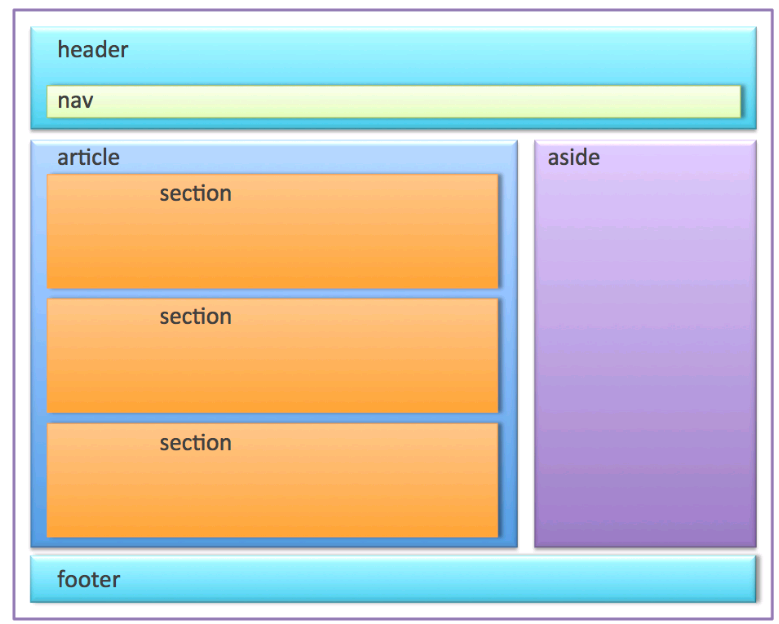 header
nav
article
aside
section
section
section
footer